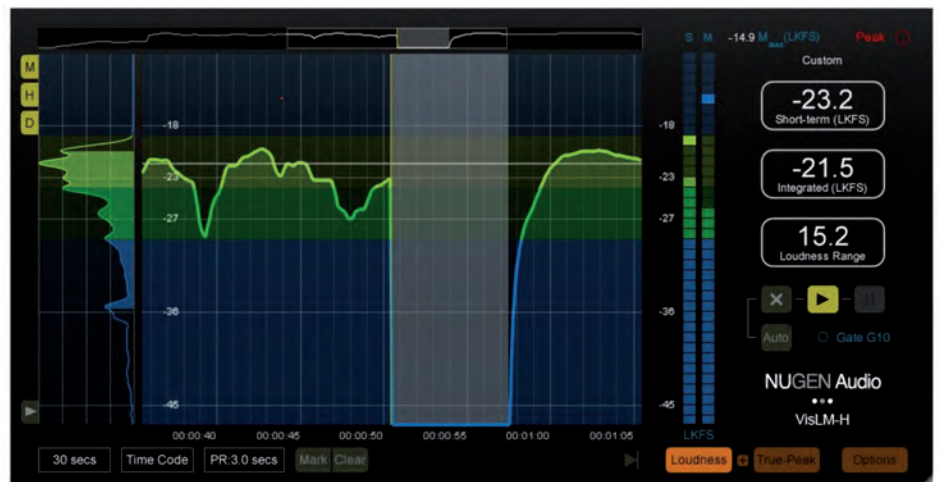 S M -14.9 M MAX (LKFS) Peak
Custom
M
H
D
-23.2
Short-term (LKFS)
-18 -18
-21.5
Integrated (LKFS)
-23 -23
-27 -27
15.2
Loudness Range
-36 -36
Auto Gate G10
NUGEN Audio
VisLM-H
-45 -45
00:00:40 00:00:45 00:00:50 00:00:55 00:01:00 00:01:05 LKFS
30 secs Time Code PR:3.0 secs Mark Clear Loudness + True-Peak Options